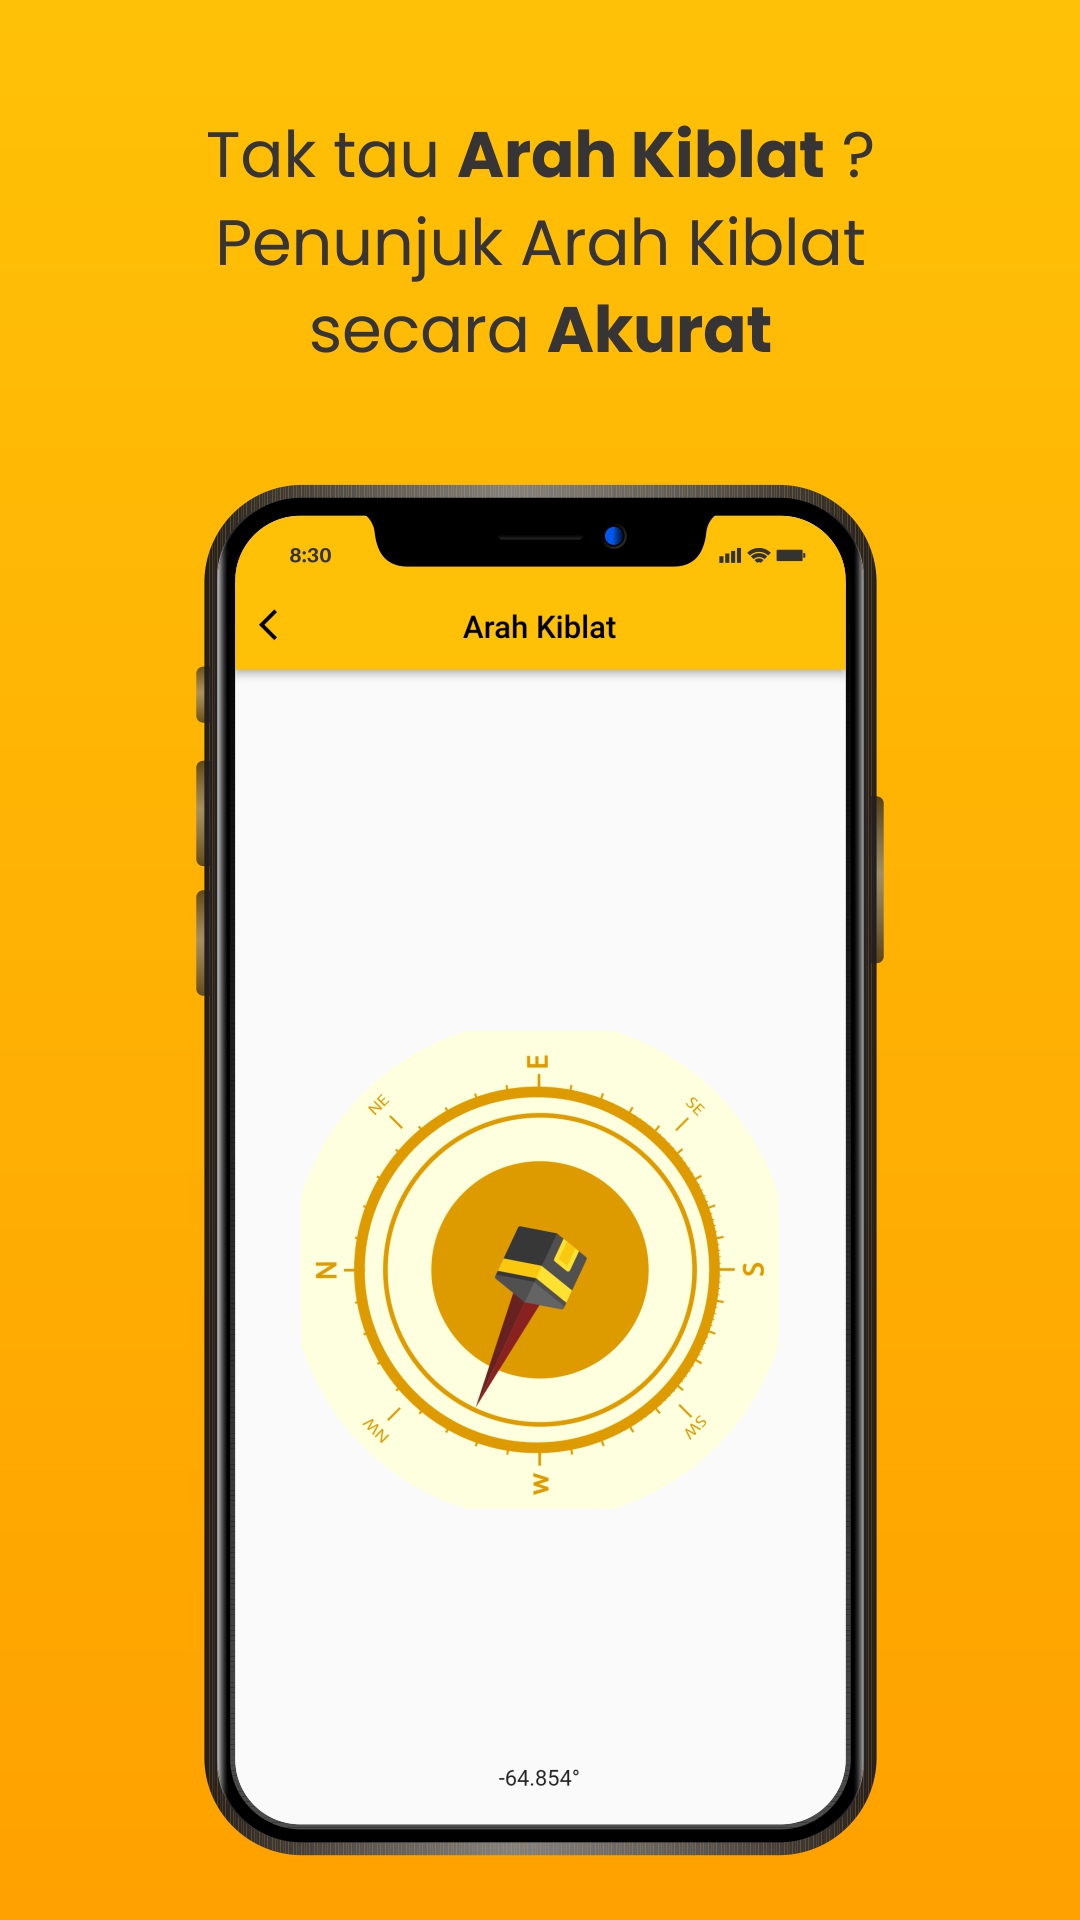 Tak tau Arah Kiblat ?
Penunjuk Arah Kiblat
secara Akurat
8:30
Arah Kiblat
E
NE
SE
N
S
NW
SW
W
-64.854°